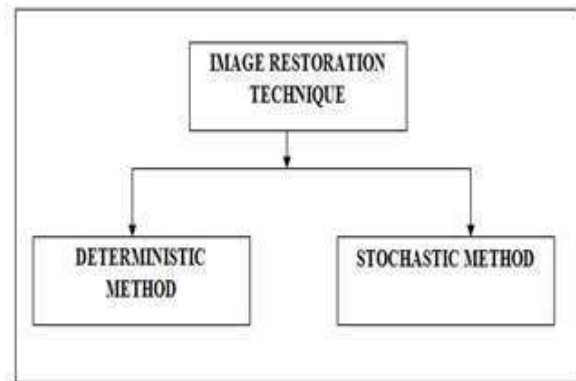 IMAGE RESTORATION
TECHNIQUE
DETERMINISTIC
METHOD
STOCHASTIC METHOD